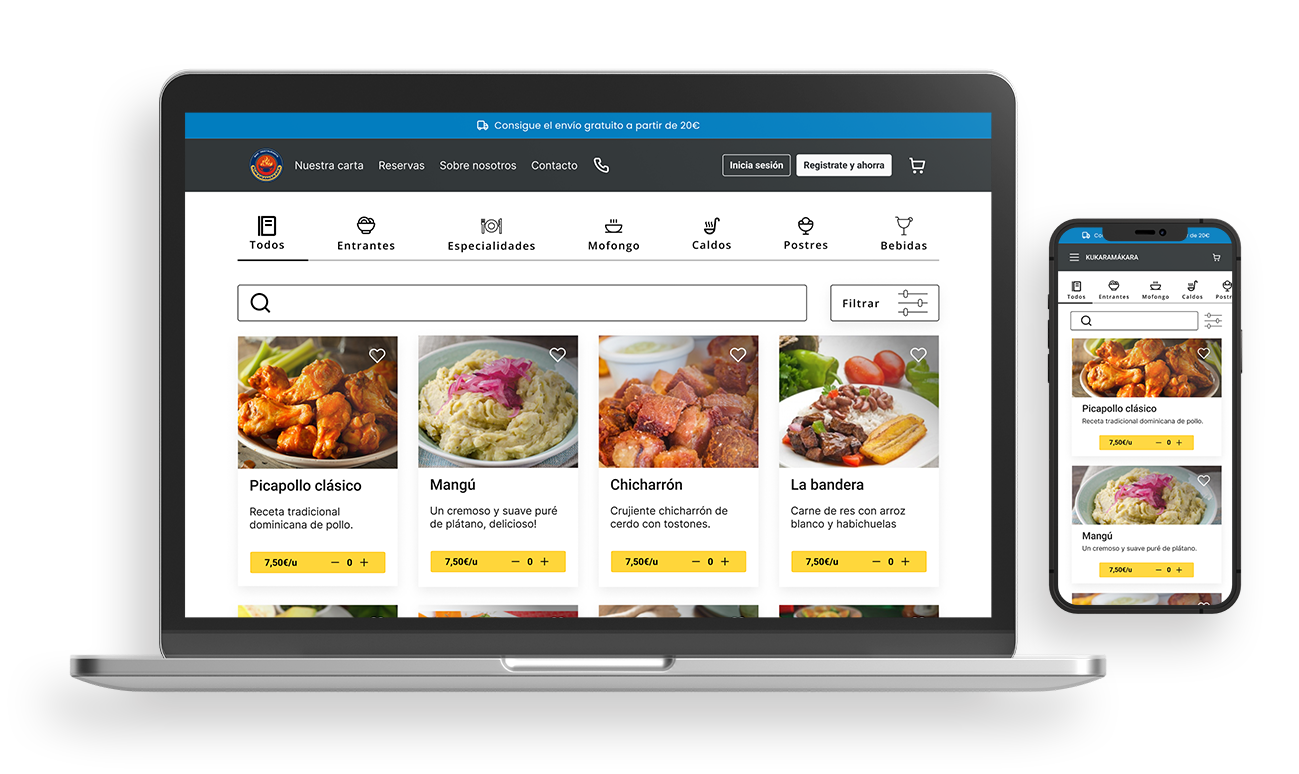 Consigue el envío gratuito a partir de 20€
Nuestra carta Reservas Sobre nosotros Contacto Inicia sesión Registrate y ahorra
Todos Entrantes Especialidades Mofongo Caldos Postres Bebidas
Filtrar
Picapollo clásico
Receta tradicional
dominicana de pollo.
7,50€/u — 0 +
Mangú
Un cremoso y suave puré
de plátano, delicioso!
7,50€/u — 0 +
Chicharrón
Crujiente chicharrón de
cerdo con tostones.
7,50€/u — 0 +
La bandera
Carne de res con arroz
blanco y habichuelas
7,50€/u — 0 +
Co de 20€
KUKARAMÁKARA
Todos Entrantes Mofongo Caldos Postr
Picapollo clásico
Receta tradicional dominicana de pollo.
7,50€/u — 0 +
Mangú
Un cremoso y suave puré de plátano.
7,50€/u — 0 +